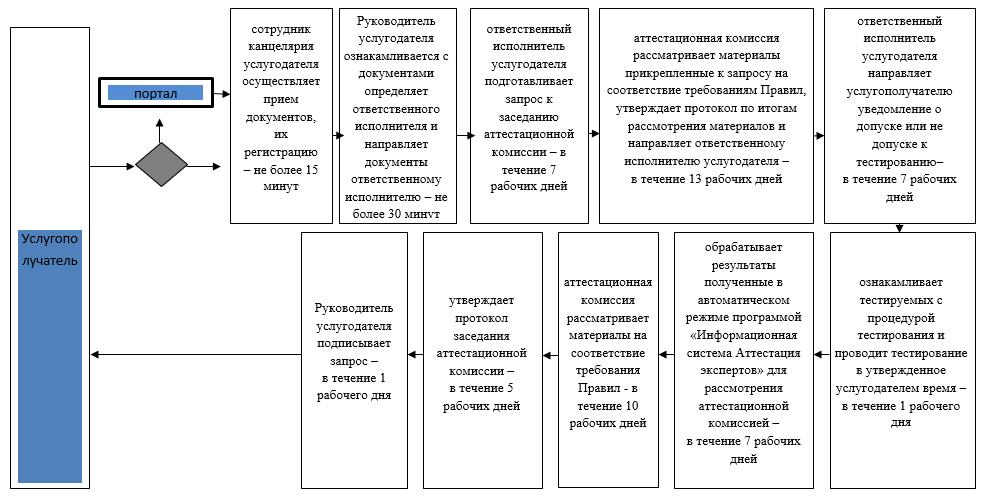 Услугопо
лучатель
портал
сотрудник
канцелярия
услугодателя
осуществляет
прием
документов,
их
регистрацию
– не более 15
минут
Руководитель
услугодателя
ознакамливается с
документами
определяет
ответственного
исполнителя и
направляет
документы
ответственному
исполнителю – не
более 30 минут
ответственный
исполнитель
услугодателя
подготавливает
запрос к
заседанию
аттестационной
комиссии – в
течение 7
рабочих дней
аттестационная комиссия
рассматривает материалы
прикрепленные к запросу на
соответствие требованиям Правил,
утверждает протокол по итогам
рассмотрения материалов и
направляет ответственному
исполнителю услугодателя –
в течение 13 рабочих дней
ответственный
исполнитель
услугодателя
направляет
услугополучателю
уведомление о
допуске или не
допуске к
тестированию–
в течение 7 рабочих
дней
ознакамливает
тестируемых с
процедурой
тестирования и
проводит тестирование
в утвержденное
услугодателем время –
в течение 1 рабочего
дня
обрабатывает
результаты
полученные в
автоматическом
режиме программой
«Информационная
система Аттестация
экспертов» для
рассмотрения
аттестационной
комиссией –
в течение 7 рабочих
дней
аттестационная
комиссия
рассматривает
материалы на
соответствие
требования
Правил - в
течение 10
рабочих дней
утверждает
протокол
заседания
аттестационной
комиссии –
в течение 5
рабочих дней
Руководитель
услугодателя
подписывает
запрос –
в течение 1
рабочего дня